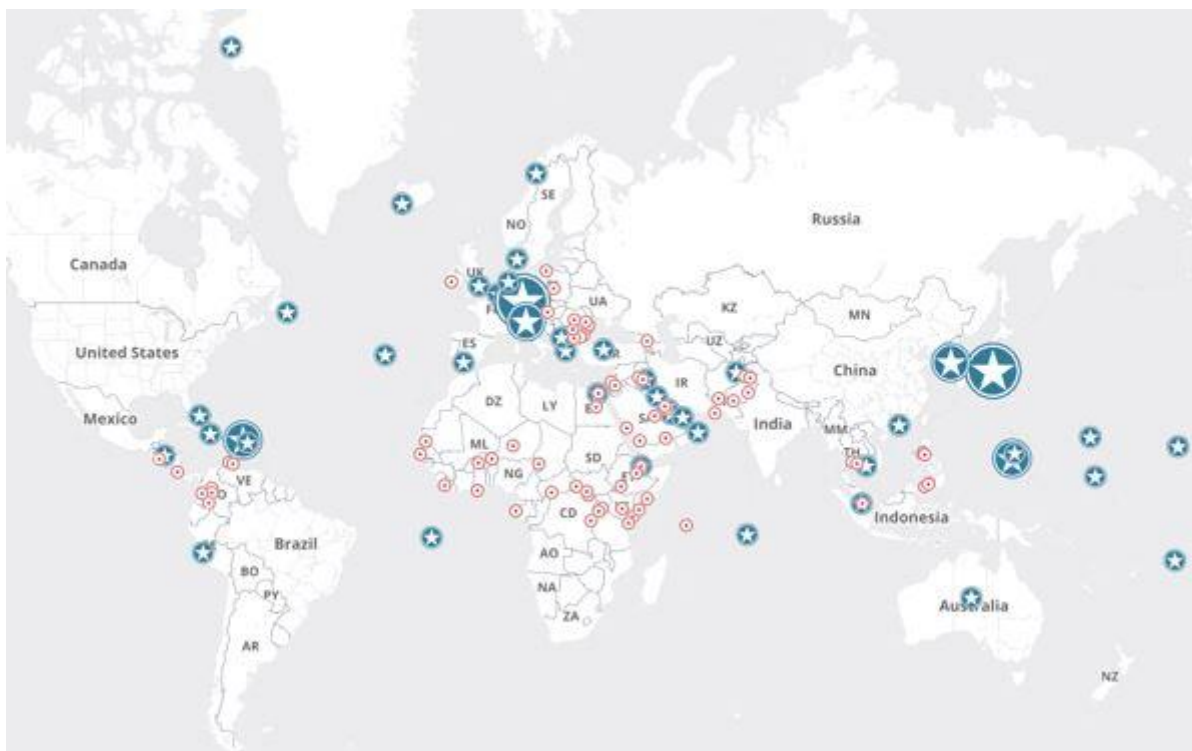 SE
NO
Russia
Canada
UK
UA
KZ
MN
United States
ES
UZ
China
IR
Mexico
DZ
LY
India
MM
ML
SD
TH
NG
VE
CD
Indonesia
Brazil
AO
BO
NA
Australia
PY
ZA
AR
NZ